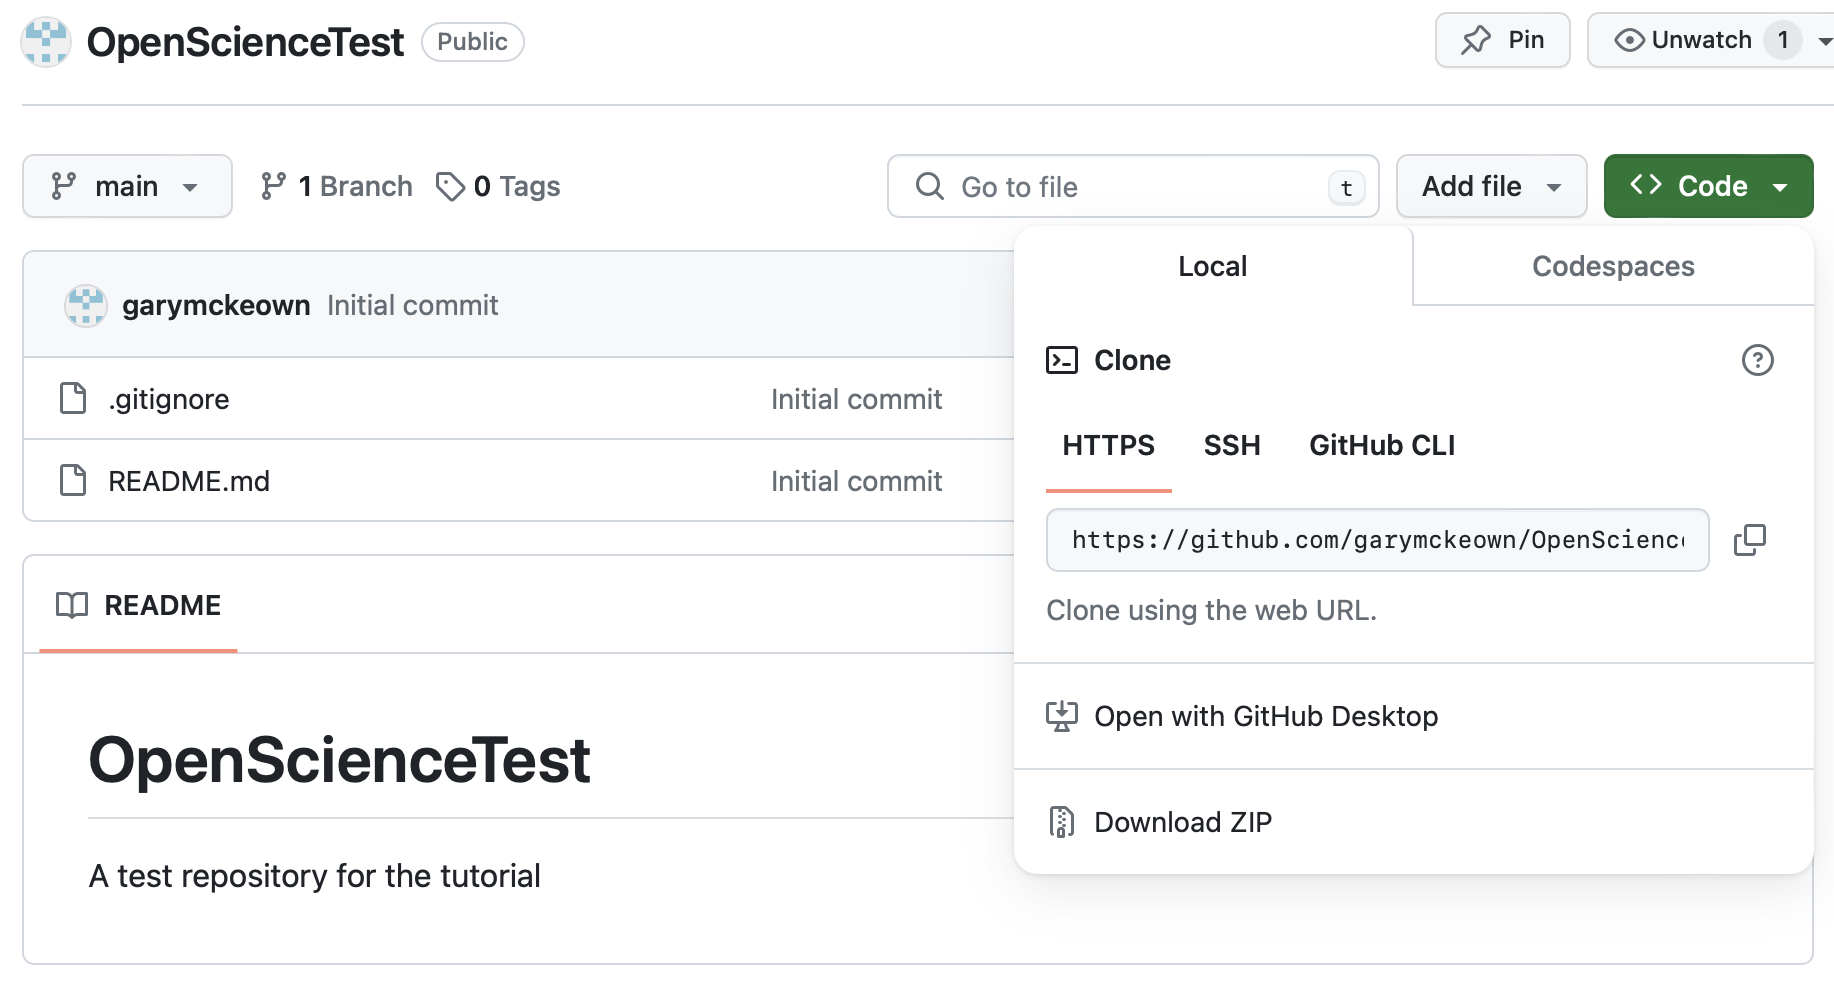 OpenScienceTest Public
Pin
Unwatch 1
main
1 Branch
0 Tags
Go to file t
Add file
<> Code
garymckeown Initial commit
.gitignore Initial commit
README.md Initial commit
README
OpenScienceTest
A test repository for the tutorial
Local
Codespaces
Clone
HTTPS SSH GitHub CLI
https://github.com/garymckeown/OpenScienc
Clone using the web URL.
Open with GitHub Desktop
Download ZIP